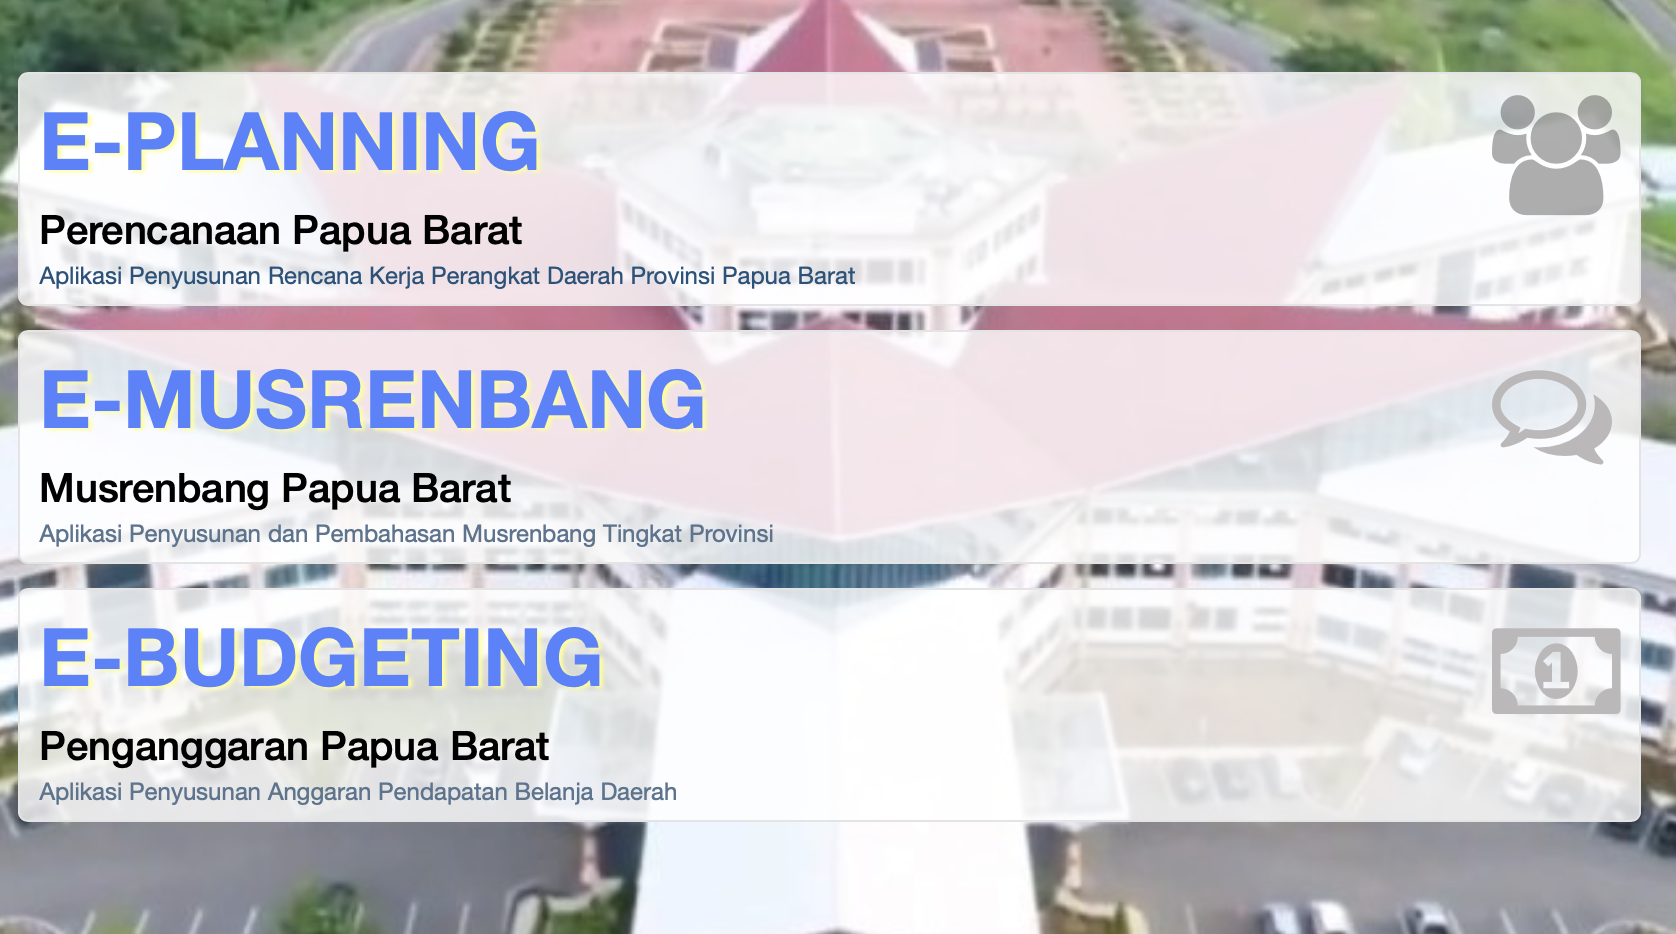 E-PLANNING
Perencanaan Papua Barat
Aplikasi Penyusunan Rencana Kerja Perangkat Daerah Provinsi Papua Barat
E-MUSRENBANG
Musrenbang Papua Barat
Aplikasi Penyusunan dan Pembahasan Musrenbang Tingkat Provinsi
E-BUDGETING
1
Penganggaran Papua Barat
Aplikasi Penyusunan Anggaran Pendapatan Belanja Daerah